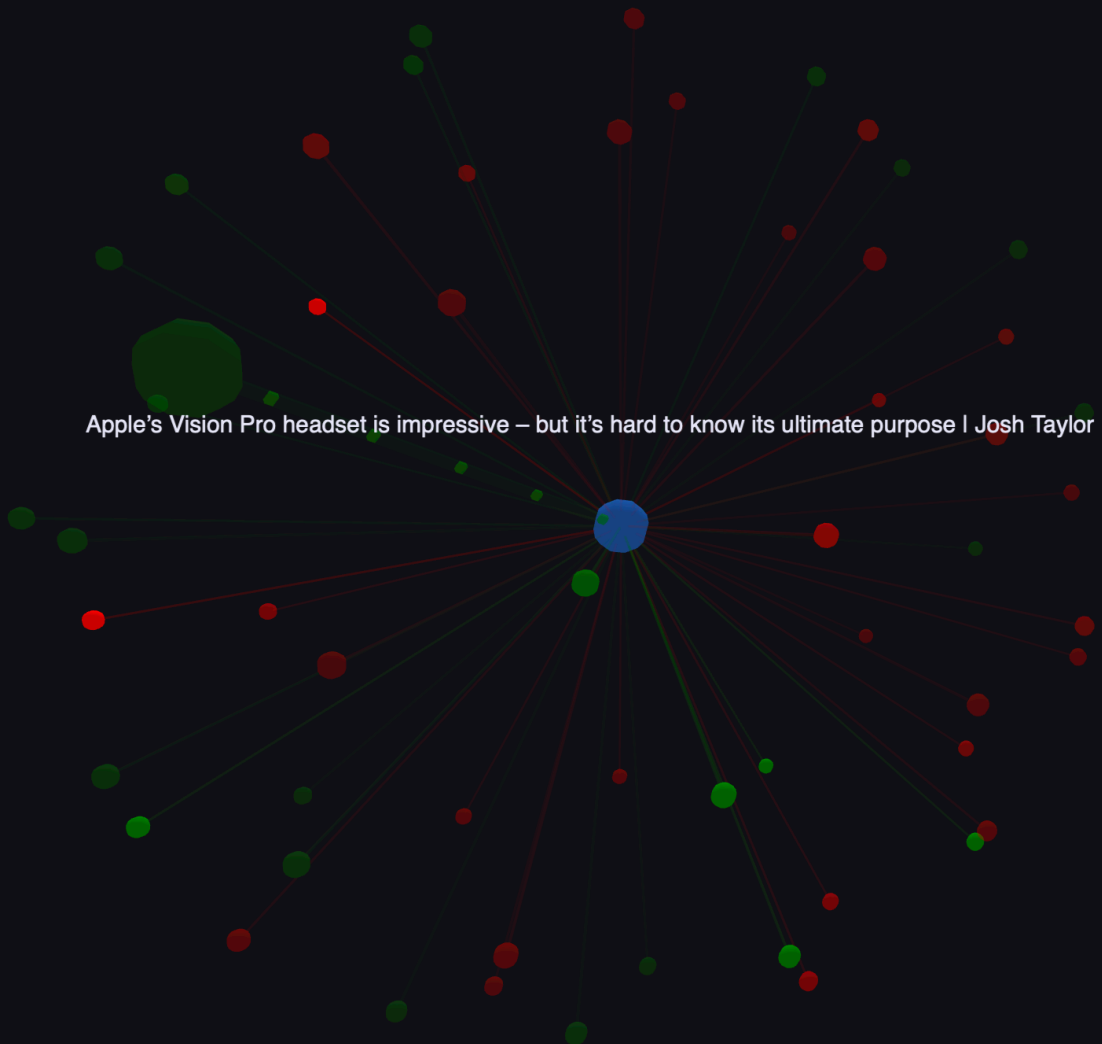 Apple’s Vision Pro headset is impressive – but it’s hard to know its ultimate purpose | Josh Taylor